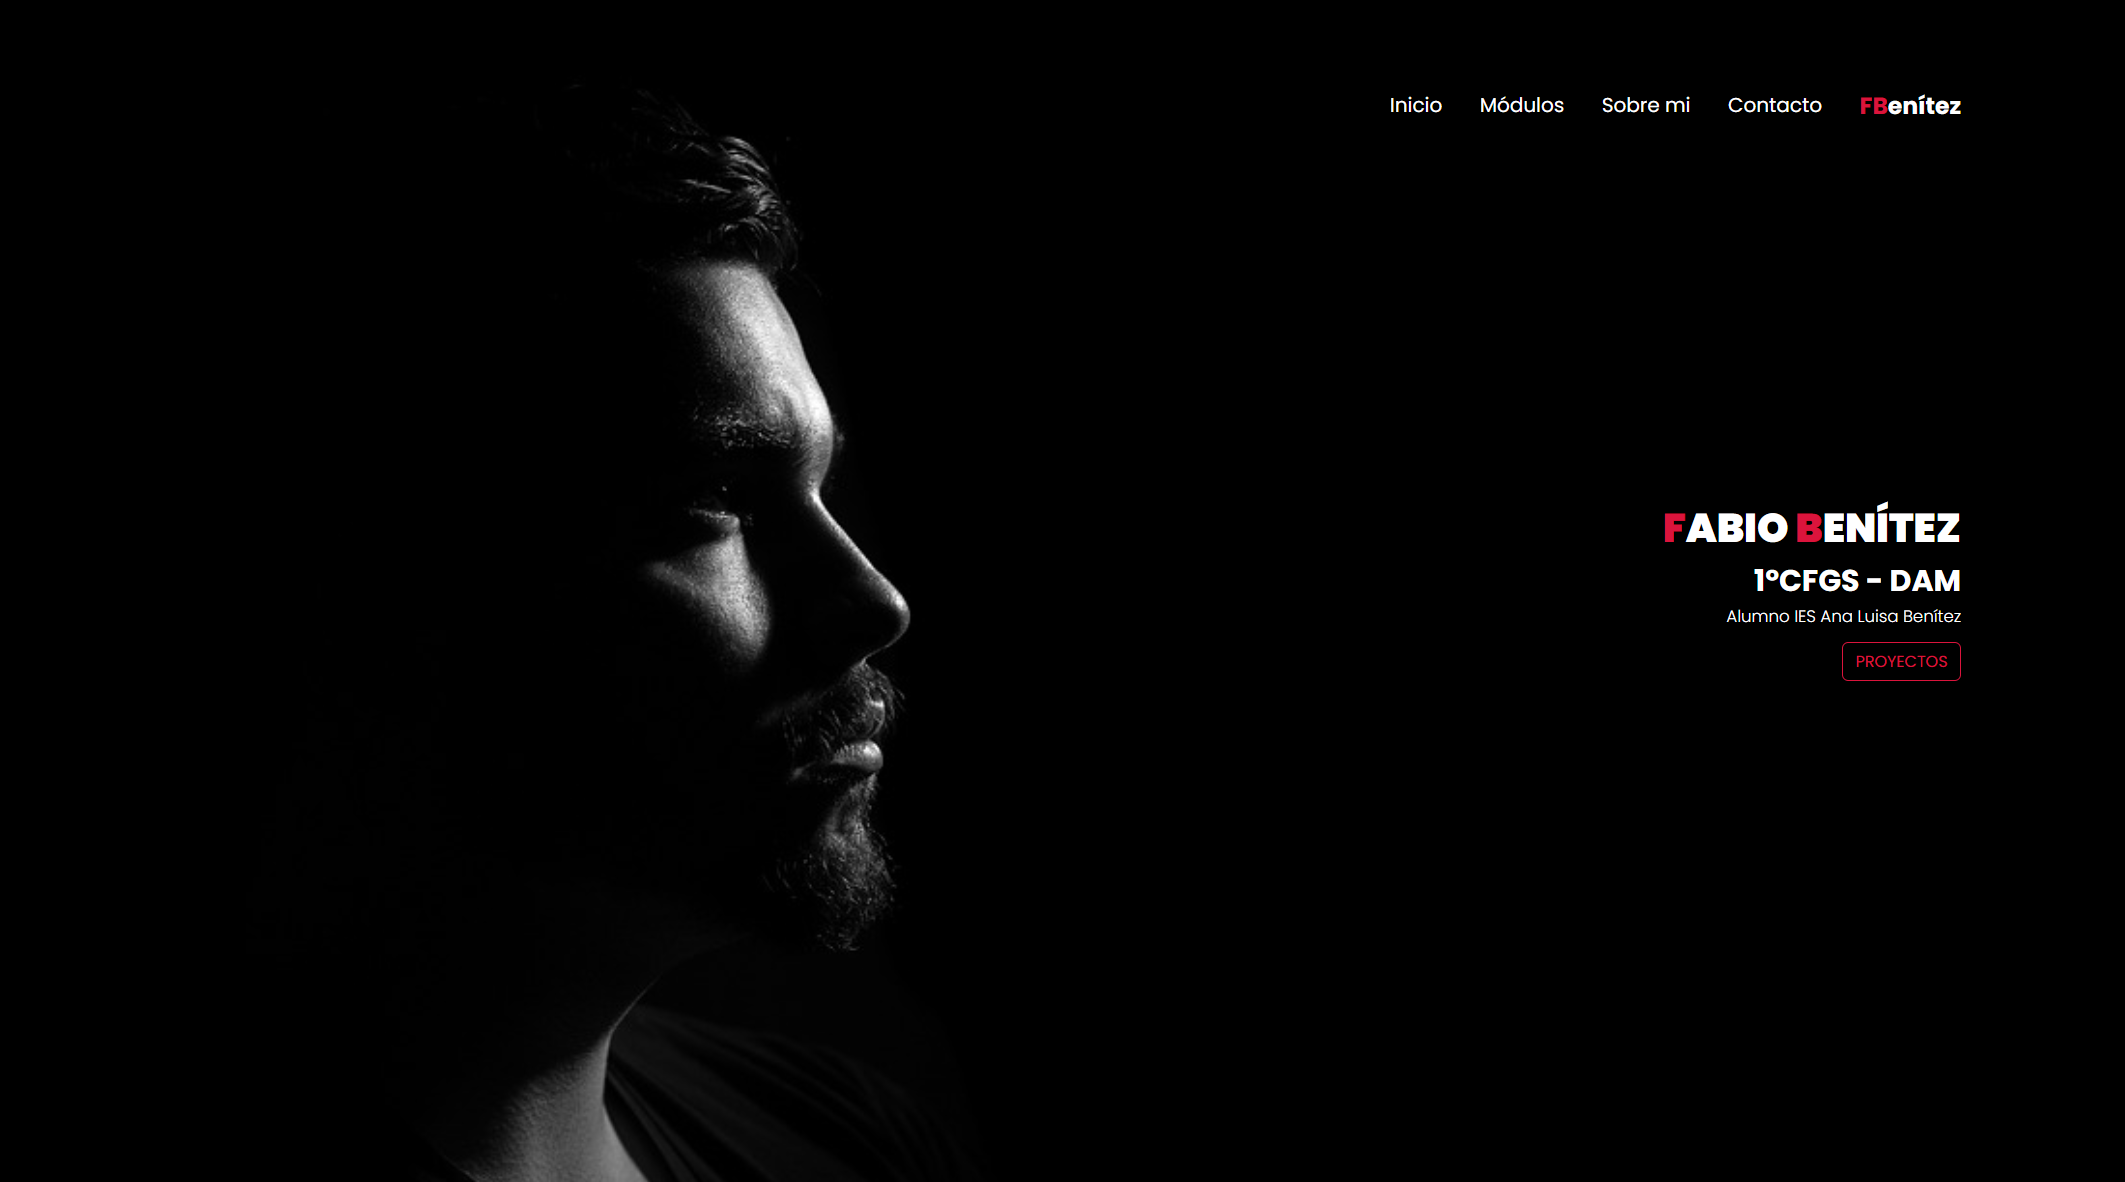 Inicio Módulos Sobre mi Contacto FBenítez
FABIO BENÍTEZ
1ºCFGS - DAM
Alumno IES Ana Luisa Benítez
PROYECTOS